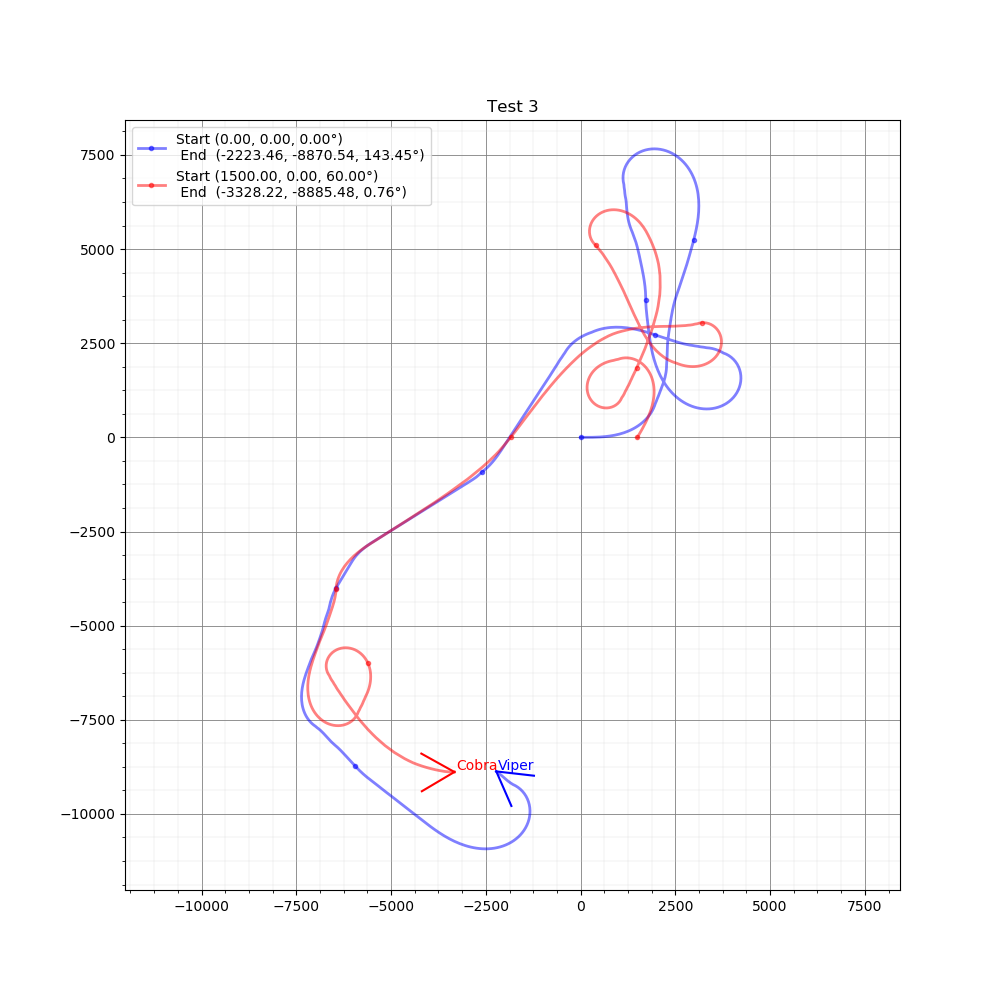 Test 3
Start (0.00, 0.00, 0.00°)
End (-2223.46, -8870.54, 143.45°)
Start (1500.00, 0.00, 60.00°)
End (-3328.22, -8885.48, 0.76°)
7500
5000
2500
0
−2500
−5000
−7500
−10000
Cobra
Viper
−10000 −7500 −5000 −2500 0 2500 5000 7500